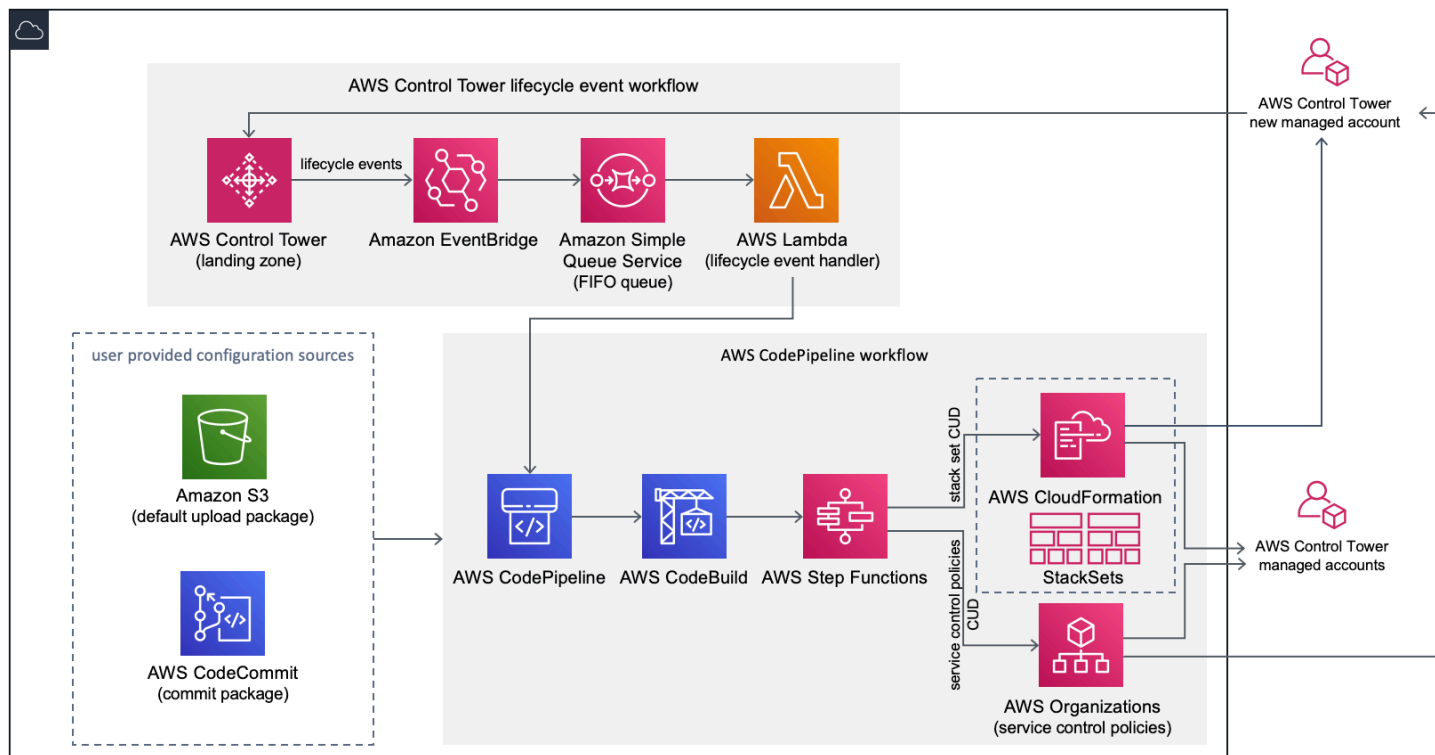 AWS Control Tower lifecycle event workflow
AWS Control Tower
new managed account
lifecycle events
AWS Control Tower
(landing zone)
Amazon EventBridge
Amazon Simple
Queue Service
(FIFO queue)
AWS Lambda
(lifecycle event handler)
user provided configuration sources
Amazon S3
(default upload package)
AWS CodeCommit
(commit package)
AWS CodePipeline workflow
AWS CodePipeline
AWS CodeBuild
AWS Step Functions
stack set CUD
service control policies
CUD
AWS CloudFormation
StackSets
AWS Organizations
(service control policies)
AWS Control Tower
managed accounts